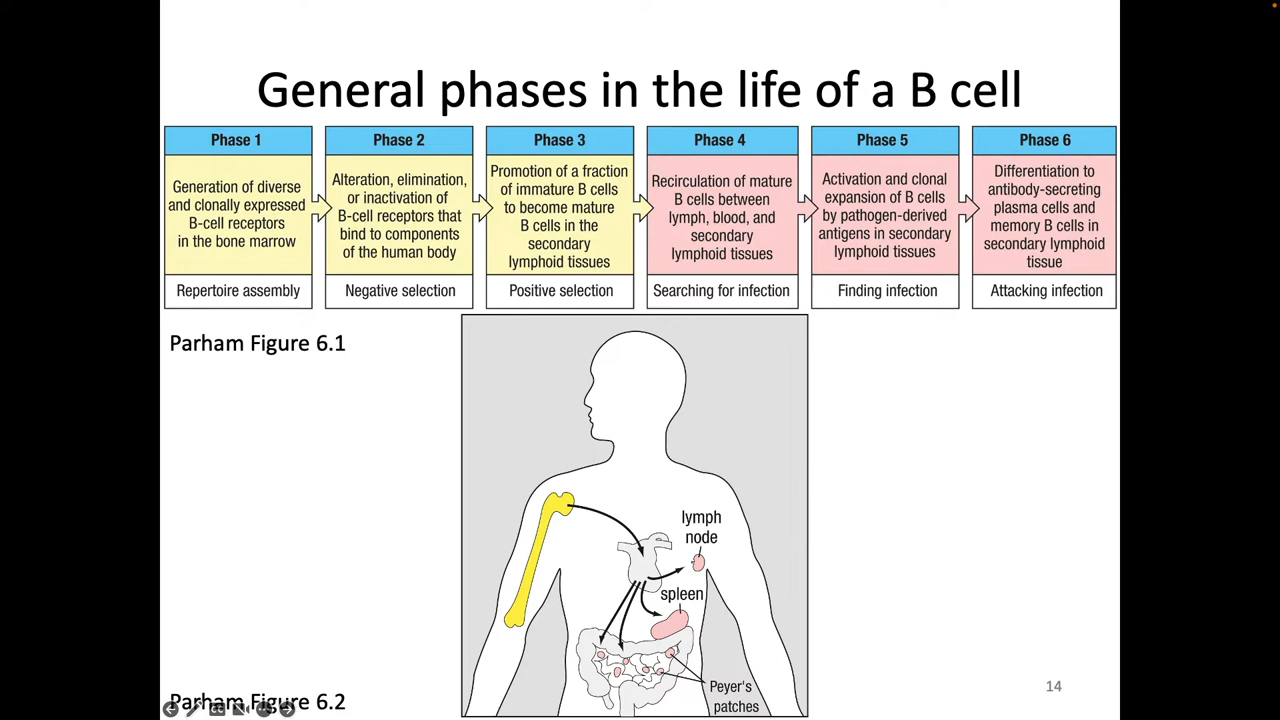 General phases in the life of a B cell
Phase 1
Generation of diverse
and clonally expressed
B-cell receptors
in the bone marrow
Repertoire assembly
Phase 2
Alteration, elimination,
or inactivation of
B-cell receptors that
bind to components
of the human body
Negative selection
Phase 3
Promotion of a fraction
of immature B cells
to become mature
B cells in the
secondary
lymphoid tissues
Positive selection
Phase 4
Recirculation of mature
B cells between
lymph, blood, and
secondary
lymphoid tissues
Searching for infection
Phase 5
Activation and clonal
expansion of B cells
by pathogen-derived
antigens in secondary
lymphoid tissues
Finding infection
Phase 6
Differentiation to
antibody-secreting
plasma cells and
memory B cells in
secondary lymphoid
tissue
Attacking infection
Parham Figure 6.1
lymph
node
spleen
Peyer's
patches
Parham Figure 6.2
14